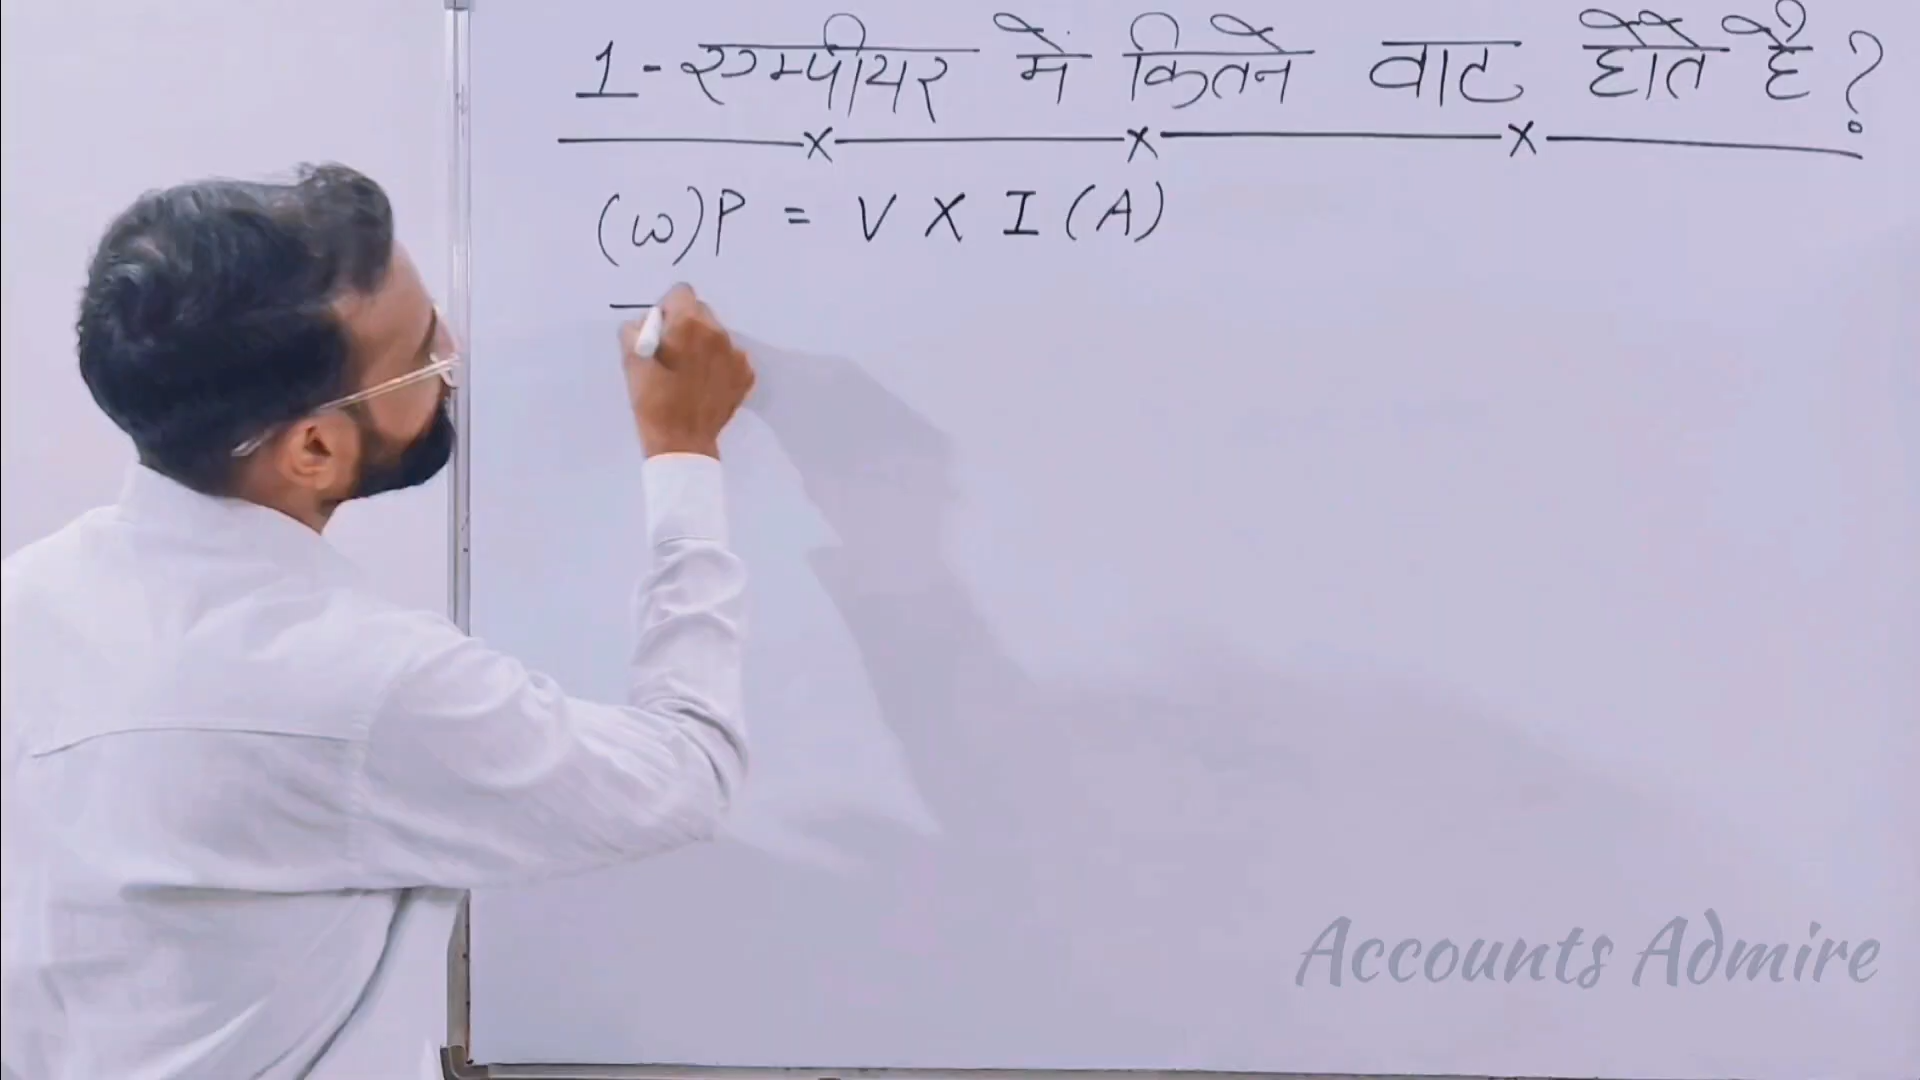 1-एम्पीयर में कितने वाट होते है?
(W)P = V X I (A)
Accounts Admire